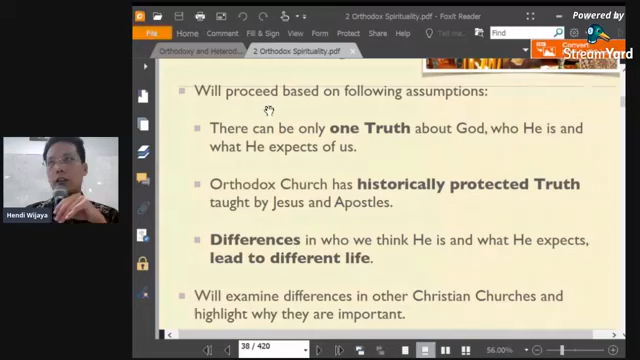 2 Orthodox Spirituality.pdf - Foxit Reader
Powered by
StreamYard
File Home Comment View Form Protect Share Help Tell me Find
Orthodoxy and Heterod... 2 Orthodox Spirituality.pdf
Convert
Will proceed based on following assumptions:
There can be only one Truth about God, who He is and
what He expects of us.
Orthodox Church has historically protected Truth
taught by Jesus and Apostles.
Differences in who we think He is and what He expects,
lead to different life.
Will examine differences in other Christian Churches and
highlight why they are important.
Hendi Wijaya
38 / 420
56.00%